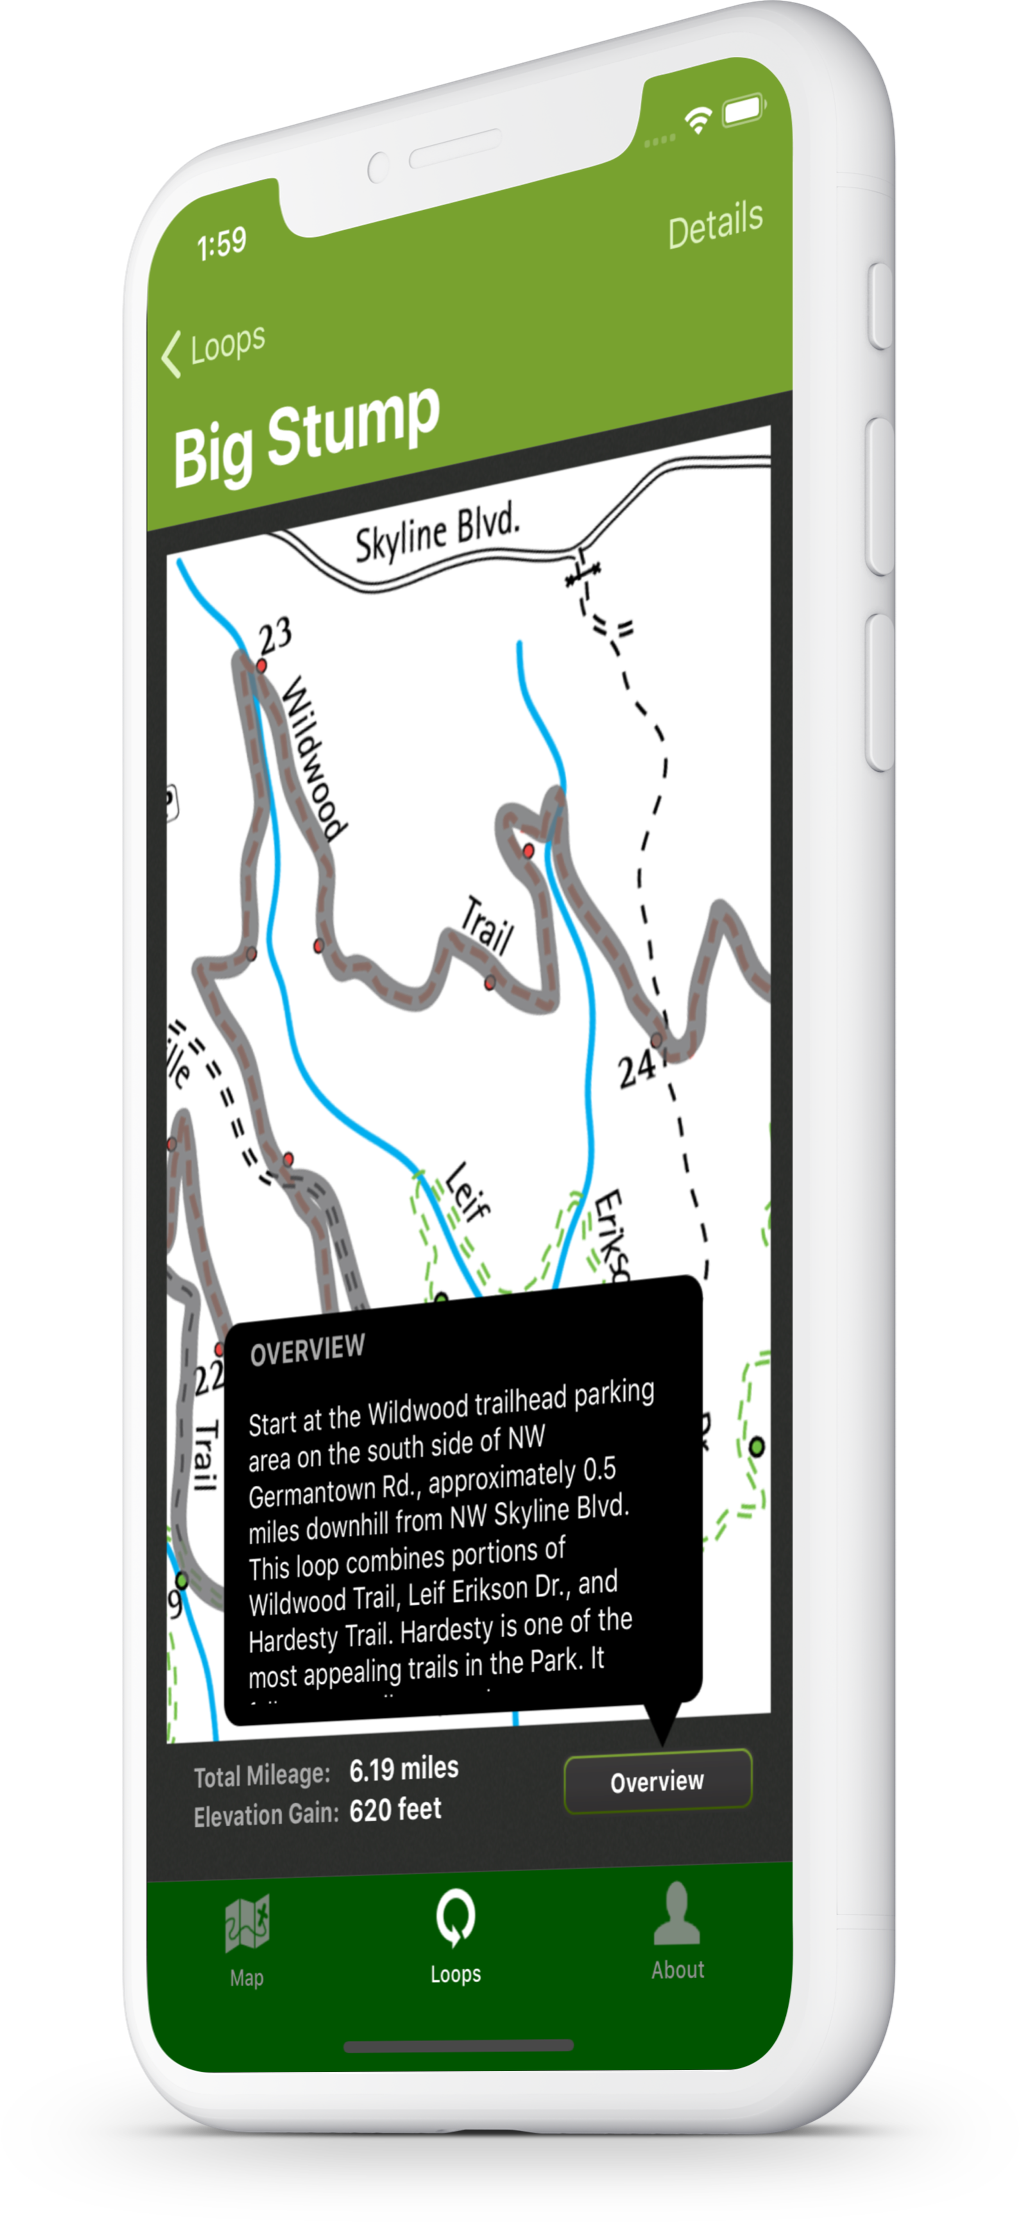 1:59
Details
Loops
Big Stump
Skyline Blvd.
23
Wildwood
Trail
24
Leif
22
Trail
9
OVERVIEW
Start at the Wildwood trailhead parking
area on the south side of NW
Germantown Rd., approximately 0.5
miles downhill from NW Skyline Blvd.
This loop combines portions of
Wildwood Trail, Leif Erikson Dr., and
Hardesty Trail. Hardesty is one of the
most appealing trails in the Park. It
Total Mileage: 6.19 miles
Elevation Gain: 620 feet
Overview
Map
Loops
About